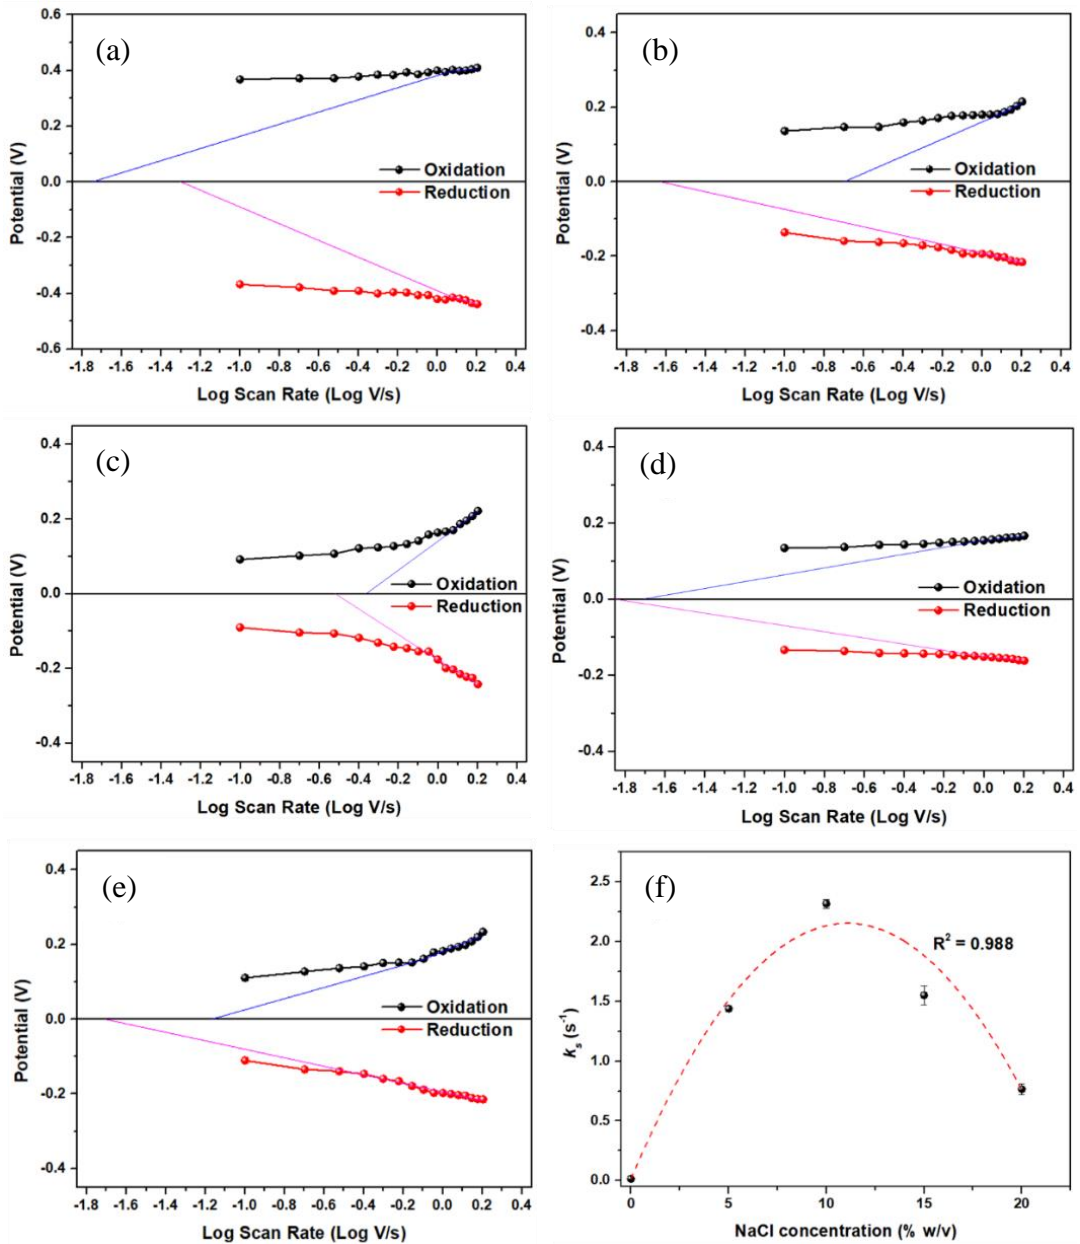 (a)
0.6
0.4
0.2
0.0
-0.2
-0.4
-0.6
Potential (V)
Oxidation
Reduction
-1.8 -1.6 -1.4 -1.2 -1.0 -0.8 -0.6 -0.4 -0.2 0.0 0.2 0.4
Log Scan Rate (Log V/s)
(b)
0.4
0.2
0.0
-0.2
-0.4
Potential (V)
Oxidation
Reduction
-1.8 -1.6 -1.4 -1.2 -1.0 -0.8 -0.6 -0.4 -0.2 0.0 0.2 0.4
Log Scan Rate (Log V/s)
(c)
0.4
0.2
0.0
-0.2
-0.4
Potential (V)
Oxidation
Reduction
-1.8 -1.6 -1.4 -1.2 -1.0 -0.8 -0.6 -0.4 -0.2 0.0 0.2 0.4
Log Scan Rate (Log V/s)
(d)
0.4
0.2
0.0
-0.2
-0.4
Potential (V)
Oxidation
Reduction
-1.8 -1.6 -1.4 -1.2 -1.0 -0.8 -0.6 -0.4 -0.2 0.0 0.2 0.4
Log Scan Rate (Log V/s)
(e)
0.4
0.2
0.0
-0.2
-0.4
Potential (V)
Oxidation
Reduction
-1.8 -1.6 -1.4 -1.2 -1.0 -0.8 -0.6 -0.4 -0.2 0.0 0.2 0.4
Log Scan Rate (Log V/s)
(f)
2.5
2.0
1.5
1.0
0.5
0.0
kₛ (s⁻¹)
R² = 0.988
0 5 10 15 20
NaCl concentration (% w/v)